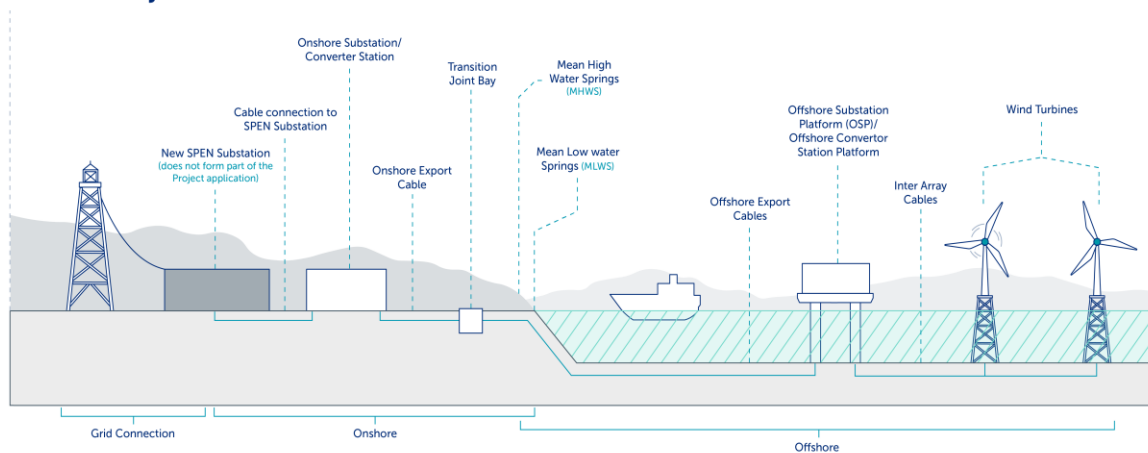 Onshore Substation/
Converter Station
Transition
Joint Bay
Mean High
Water Springs
(MHWS)
Cable connection to
SPEN Substation
New SPEN Substation
(does not form part of the
Project application)
Onshore Export
Cable
Mean Low water
Springs (MLWS)
Offshore Export
Cables
Offshore Substation
Platform (OSP)/
Offshore Convertor
Station Platform
Inter Array
Cables
Wind Turbines
Grid Connection
Onshore
Offshore